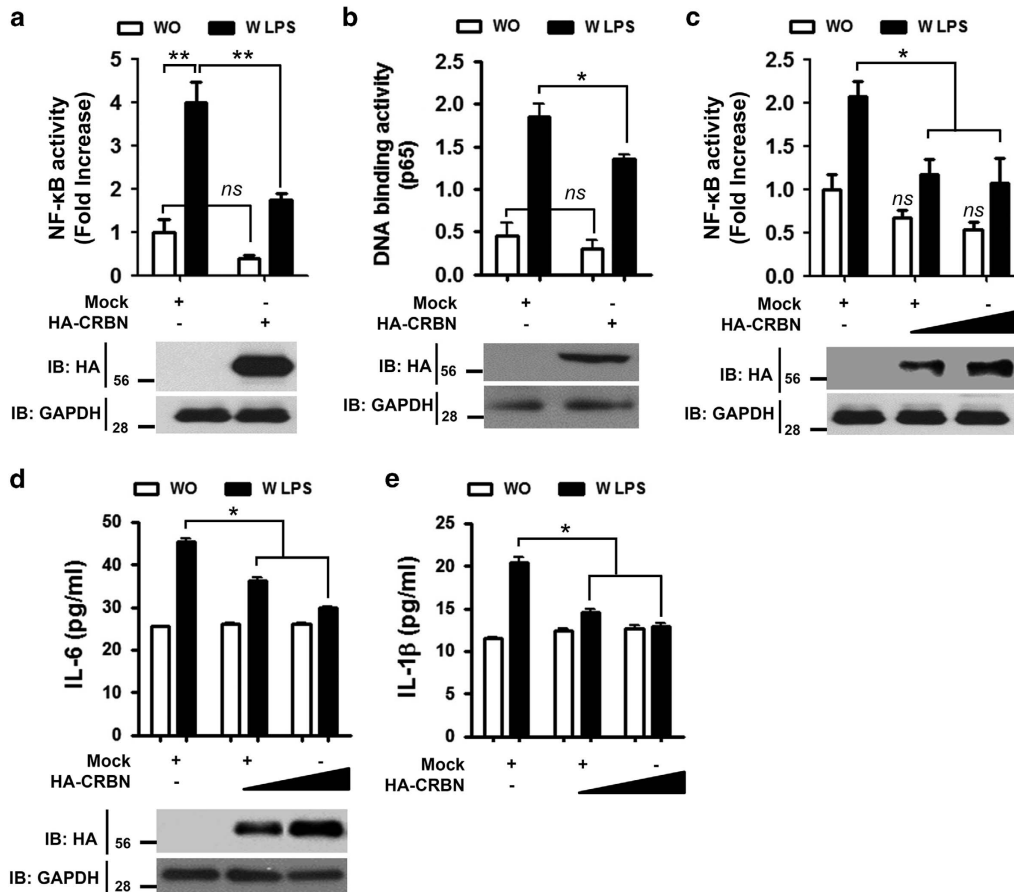 a
WO W LPS
NF-κB activity
(Fold Increase)
5
4
3
2
1
0
** **
ns
Mock + -
HA-CRBN - +
IB: HA 56
IB: GAPDH 28
b
WO W LPS
DNA binding activity
(p65)
2.5
2.0
1.5
1.0
0.5
0.0
*
ns
Mock + -
HA-CRBN - +
IB: HA 56
IB: GAPDH 28
c
WO W LPS
NF-κB activity
(Fold Increase)
2.5
2.0
1.5
1.0
0.5
0.0
*
ns ns
Mock + + -
HA-CRBN -
IB: HA 56
IB: GAPDH 28
d
WO W LPS
IL-6 (pg/ml)
50
40
30
20
10
0
*
Mock + + -
HA-CRBN -
IB: HA 56
IB: GAPDH 28
e
WO W LPS
IL-1β (pg/ml)
25
20
15
10
5
0
*
Mock + + -
HA-CRBN -